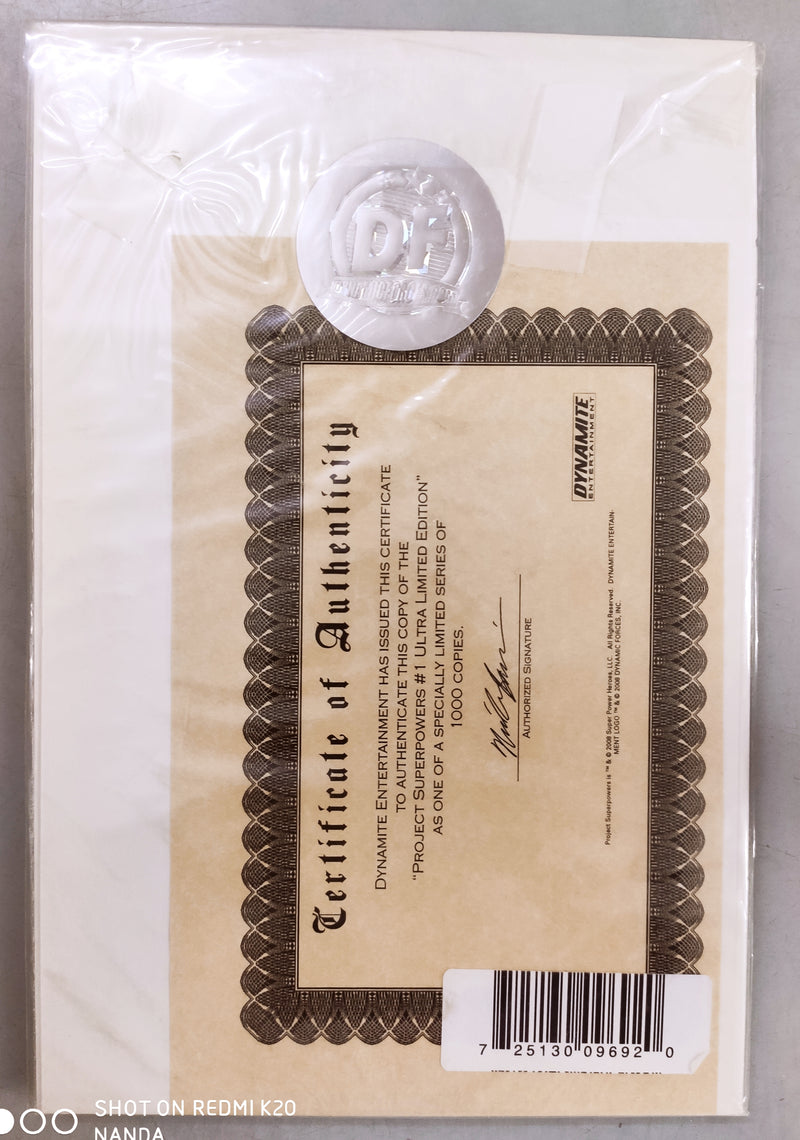 DF
Certificate of Authenticity
DYNAMITE ENTERTAINMENT HAS ISSUED THIS CERTIFICATE
TO AUTHENTICATE THIS COPY OF THE
“PROJECT SUPERPOWERS #1 ULTRA LIMITED EDITION”
AS ONE OF A SPECIALLY LIMITED SERIES OF
1000 COPIES.
AUTHORIZED SIGNATURE
DYNAMITE
ENTERTAINMENT
Project Superpowers is ™ & © 2008 Super Power Heroes, LLC. All Rights Reserved. DYNAMITE ENTERTAIN-
MENT LOGO ™ & © 2008 DYNAMIC FORCES, INC.
7 25130 09692 0
SHOT ON REDMI K20
NANDA